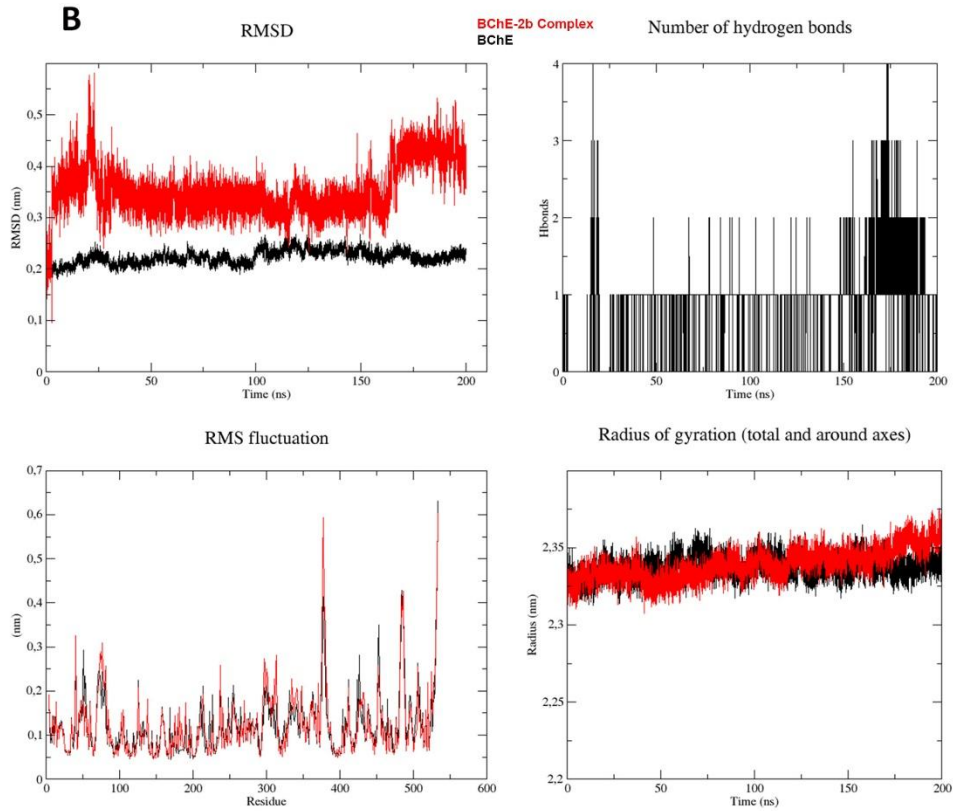 B
RMSD
BChE-2b Complex
BChE
Number of hydrogen bonds
RMSD (nm)
0,5
0,4
0,3
0,2
0,1
0
0 50 100 150 200
Time (ns)
Hbonds
4
3
2
1
0
0 50 100 150 200
Time (ns)
RMS fluctuation
(nm)
0,7
0,6
0,5
0,4
0,3
0,2
0,1
0
0 100 200 300 400 500 600
Residue
Radius of gyration (total and around axes)
Radius (nm)
2,35
2,3
2,25
2,2
0 50 100 150 200
Time (ns)